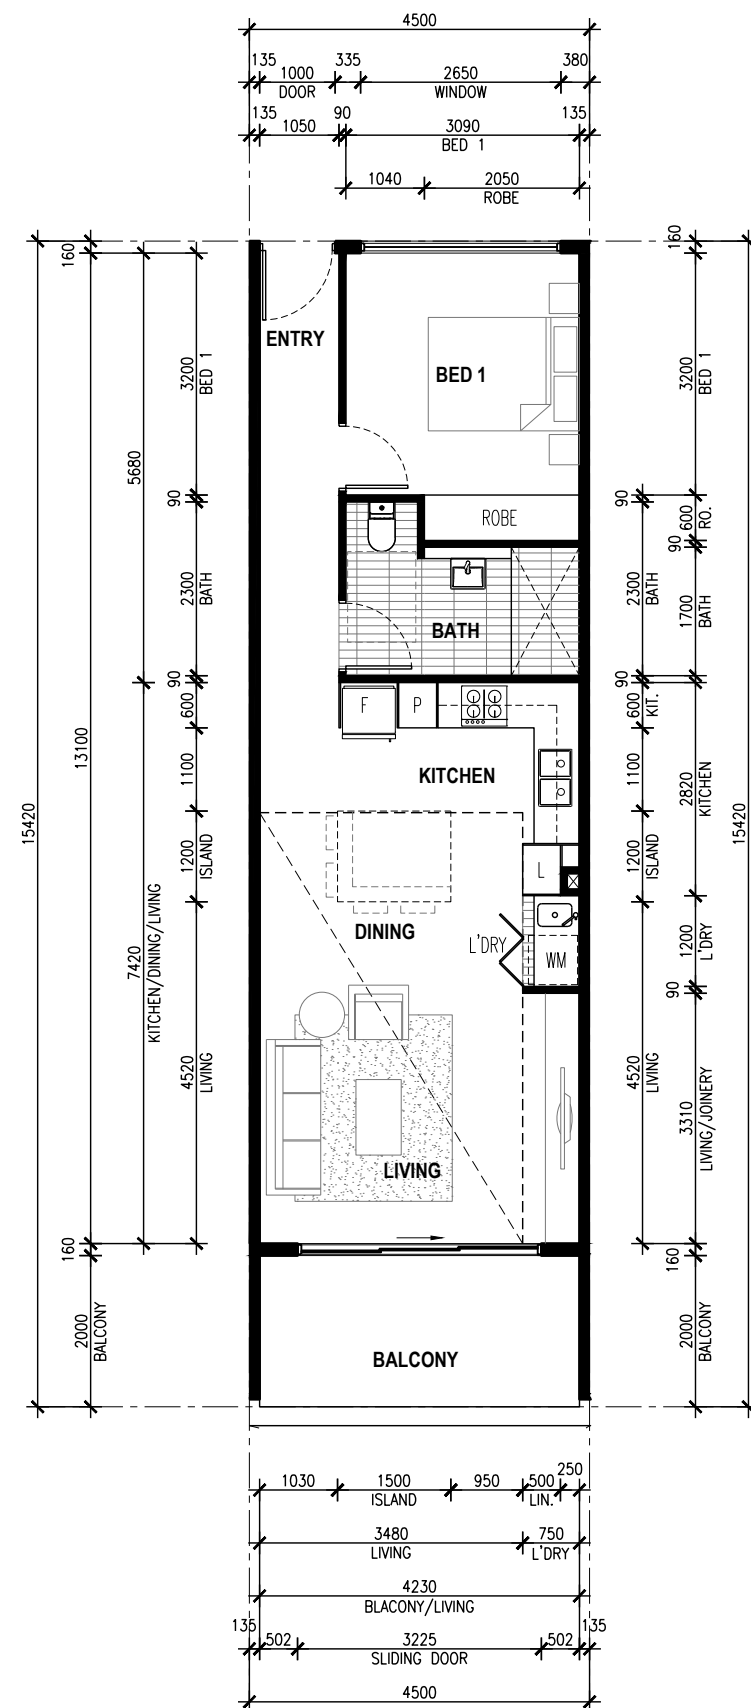 4500
135 1000 335 2650 380
DOOR WINDOW
135 1050 90 3090 135
BED 1
1040 2050
ROBE
160
160
ENTRY
BED 1
3200
BED 1
3200
BED 1
5680
90
ROBE
90
600
RO.
90
2300
BATH
BATH
2300
BATH
1700
BATH
90
600
F
P
90
600
KIT.
13100
KITCHEN
1100
1100
2820
KITCHEN
15420
15420
1200
ISLAND
L
1200
ISLAND
7420
KITCHEN/DINING/LIVING
DINING
L'DRY
WM
1200
L'DRY
90
4520
LIVING
4520
LIVING
3310
LIVING/JOINERY
LIVING
160
160
2000
BALCONY
BALCONY
2000
BALCONY
1030 1500 950 500 250
ISLAND LIN.
3480 750
LIVING L'DRY
4230
BLACONY/LIVING
135 502 3225 502 135
SLIDING DOOR
4500